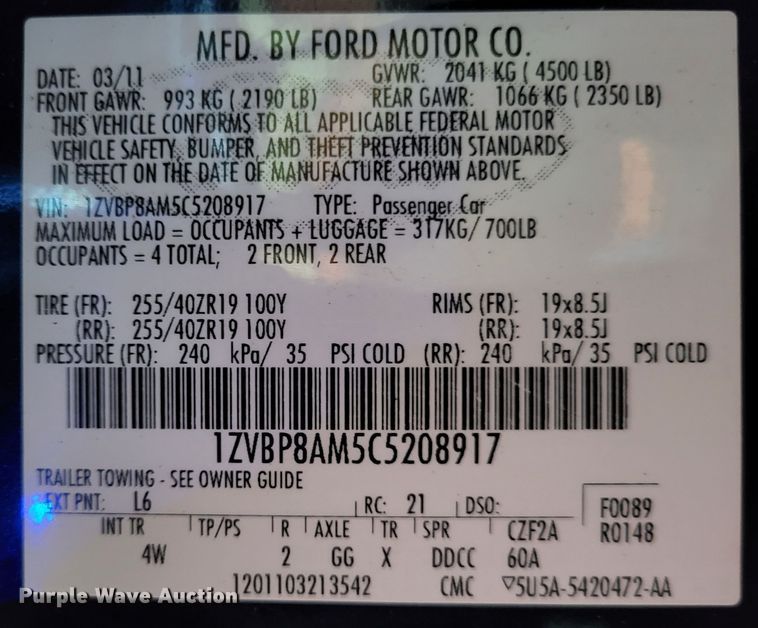 MFD. BY FORD MOTOR CO.
DATE: 03/11 GVWR: 2041 KG ( 4500 LB)
FRONT GAWR: 993 KG ( 2190 LB) REAR GAWR: 1066 KG ( 2350 LB)
THIS VEHICLE CONFORMS TO ALL APPLICABLE FEDERAL MOTOR
VEHICLE SAFETY, BUMPER, AND THEFT PREVENTION STANDARDS
IN EFFECT ON THE DATE OF MANUFACTURE SHOWN ABOVE.
VIN: 1ZVBP8AM5C5208917 TYPE: Passenger Car
MAXIMUM LOAD = OCCUPANTS + LUGGAGE = 317KG/ 700LB
OCCUPANTS = 4 TOTAL; 2 FRONT, 2 REAR
TIRE (FR): 255/40ZR19 100Y RIMS (FR): 19x8.5J
(RR): 255/40ZR19 100Y (RR): 19x8.5J
PRESSURE (FR): 240 kPa/ 35 PSI COLD (RR): 240 kPa/ 35 PSI COLD
1ZVBP8AM5C5208917
TRAILER TOWING - SEE OWNER GUIDE
EXT PNT: L6 RC: 21 DSO: F0089
INT TR TP/PS R AXLE TR SPR CZF2A R0148
4W 2 GG X DDCC 60A
1201103213542 CMC ▽5U5A-5420472-AA
Purple Wave Auction